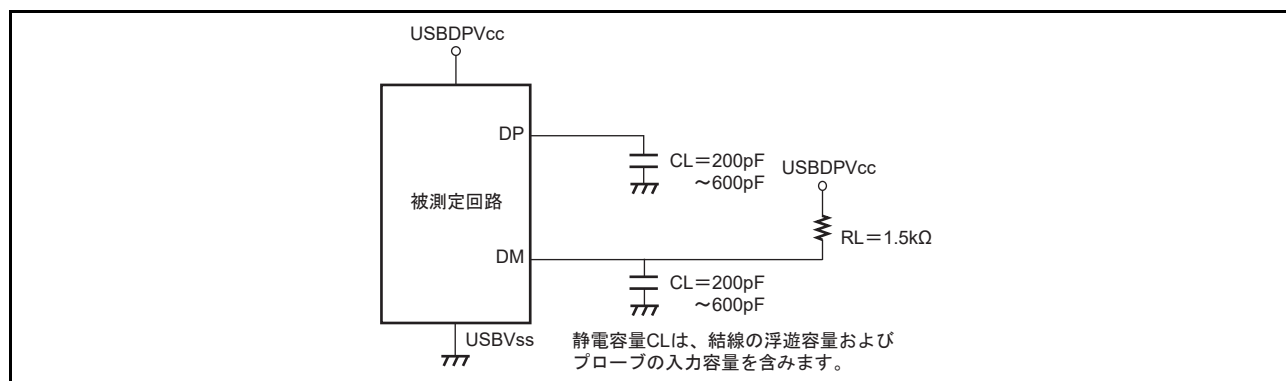 USBDPVcc
DP
CL＝200pF
～600pF
USBDPVcc
被測定回路
RL＝1.5kΩ
DM
CL＝200pF
～600pF
USBVss
静電容量CLは、結線の浮遊容量および
プローブの入力容量を含みます。